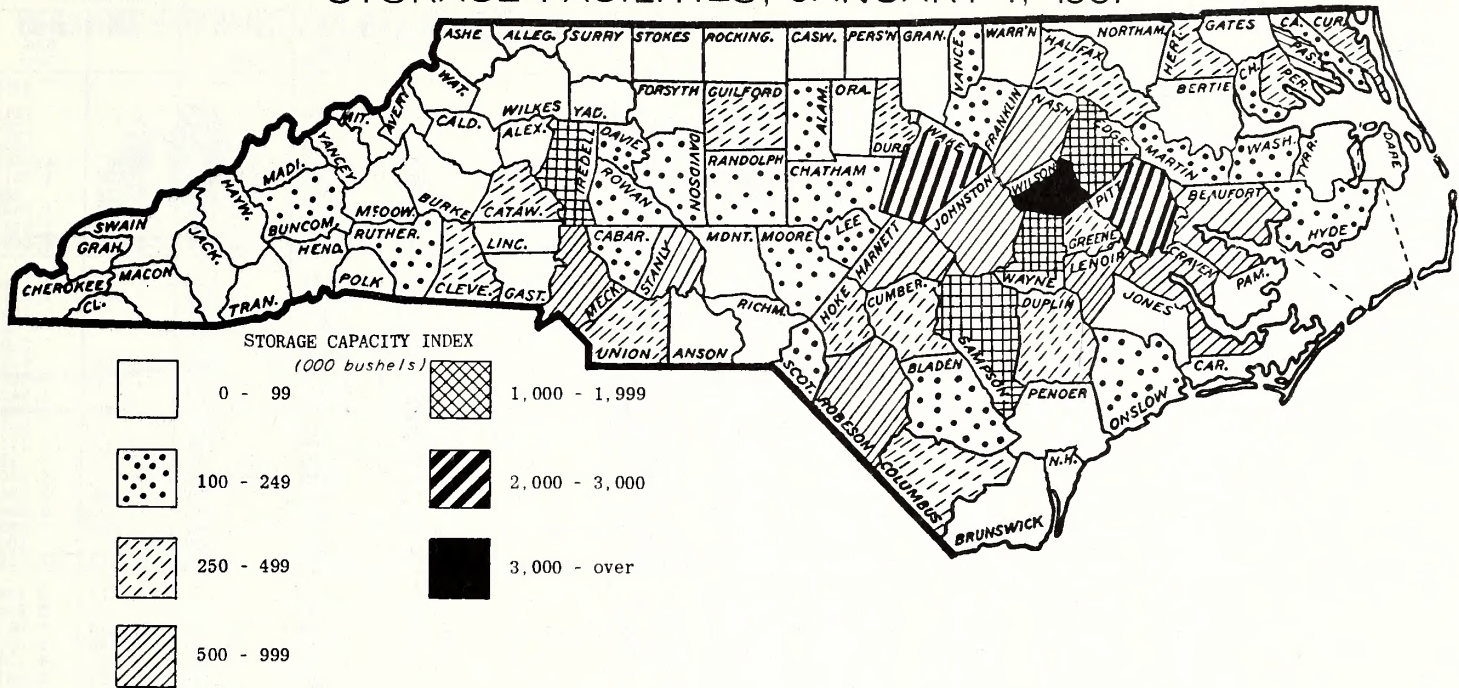 STORAGE FACILITIES, JANUARY 1,
ASHE
ALLEG.
SURRY
STOKES
ROCKING.
CASW.
PERS'N
GRAN.
VANCE
WARR'N
NORTHAM.
HALIFAX
HERT.
GATES
CA.
CUR.
PAS.
PER.
CH.
BERTIE
WAT.
WILKES
YAD.
FORSYTH
GUILFORD
ALAM.
ORA.
DUR.
FRANKLIN
NASH
EDGE.
MARTIN
WASH.
TYRR.
DARE
MIT.
AVERY
CALD.
ALEX.
IREDELL
DAVIE
DAVIDSON
RANDOLPH
CHATHAM
WAKE
WILSON
PITT
BEAUFORT
HYDE
MADI.
YANCEY
BURKE
CATAW.
ROWAN
JOHNSTON
GREENE
HAYW.
BUNCOM.
McDOW.
RUTHER.
LINC.
CABAR.
STANLY
MONT.
MOORE
LEE
HARNETT
WAYNE
LENOIR
CRAVEN
PAM.
SWAIN
GRAH.
JACK.
HEND.
POLK
CLEVE.
GAST.
MECK.
CHEROKEE
MACON
CL.
TRAN.
UNION
ANSON
RICHM.
HOKE
CUMBER.
SAMPSON
DUPLIN
JONES
CAR.
SCOT.
ROBESON
BLADEN
PENDER
ONSLOW
COLUMBUS
N.H.
BRUNSWICK
STORAGE CAPACITY INDEX
(000 bushels)
0 - 99
1,000 - 1,999
100 - 249
2,000 - 3,000
250 - 499
3,000 - over
500 - 999